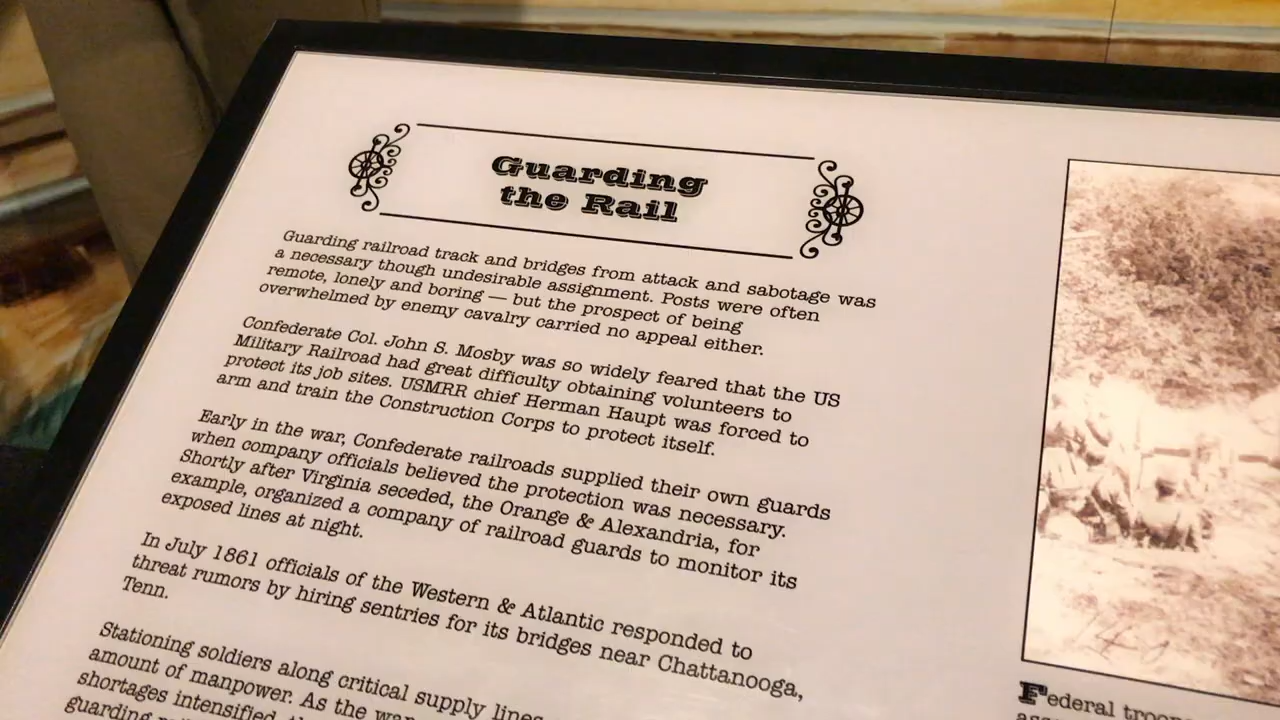 Guarding
the Rail
Guarding railroad track and bridges from attack and sabotage was
a necessary though undesirable assignment. Posts were often
remote, lonely and boring — but the prospect of being
overwhelmed by enemy cavalry carried no appeal either.
Confederate Col. John S. Mosby was so widely feared that the US
Military Railroad had great difficulty obtaining volunteers to
protect its job sites. USMRR chief Herman Haupt was forced to
arm and train the Construction Corps to protect itself.
Early in the war, Confederate railroads supplied their own guards
when company officials believed the protection was necessary.
Shortly after Virginia seceded, the Orange & Alexandria, for
example, organized a company of railroad guards to monitor its
exposed lines at night.
In July 1861 officials of the Western & Atlantic responded to
threat rumors by hiring sentries for its bridges near Chattanooga,
Tenn.
Stationing soldiers along critical supply lines
amount of manpower. As the war
shortages intensified,
guarding
Federal